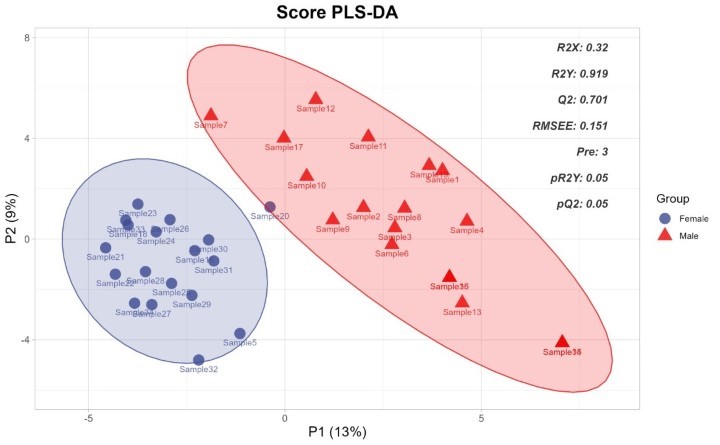 Score PLS-DA
R2X: 0.32
R2Y: 0.919
Q2: 0.701
RMSEE: 0.151
Pre: 3
pR2Y: 0.05
pQ2: 0.05
8
4
0
-4
P2 (9%)
-5
0
5
P1 (13%)
Group
Female
Male
Sample12
Sample7
Sample17
Sample11
Sample1
Sample10
Sample20
Sample2
Sample8
Sample9
Sample3
Sample4
Sample6
Sample13
Sample23
Sample26
Sample24
Sample30
Sample21
Sample31
Sample28
Sample29
Sample27
Sample5
Sample32